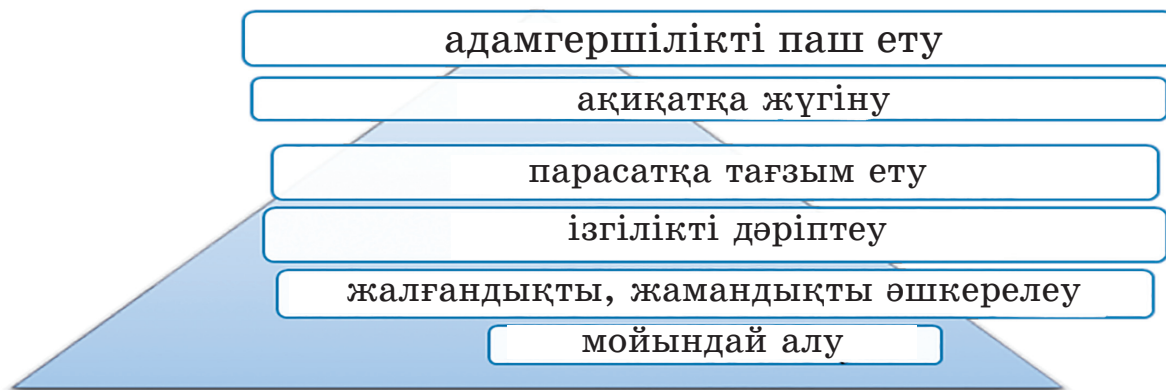 адамгершілікті паш ету
ақиқатқа жүгіну
парасатқа тағзым ету
ізгілікті дәріптеу
жалғандықты, жамандықты әшкерелеу
мойындай алу